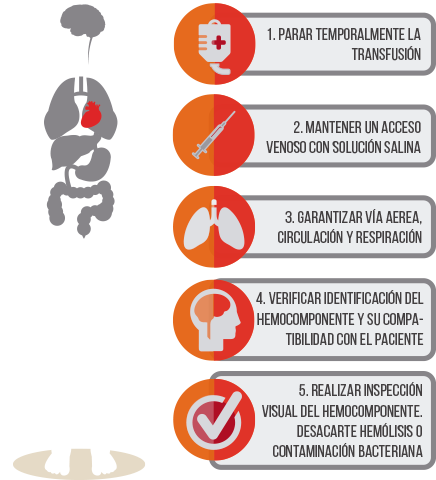 1. PARAR TEMPORALMENTE LA
TRANSFUSIÓN
2. MANTENER UN ACCESO
VENOSO CON SOLUCIÓN SALINA
3. GARANTIZAR VÍA AEREA,
CIRCULACIÓN Y RESPIRACIÓN
4. VERIFICAR IDENTIFICACIÓN DEL
HEMOCOMPONENTE Y SU COMPA-
TIBILIDAD CON EL PACIENTE
5. REALIZAR INSPECCIÓN
VISUAL DEL HEMOCOMPONENTE.
DESACARTE HEMÓLISIS O
CONTAMINACIÓN BACTERIANA